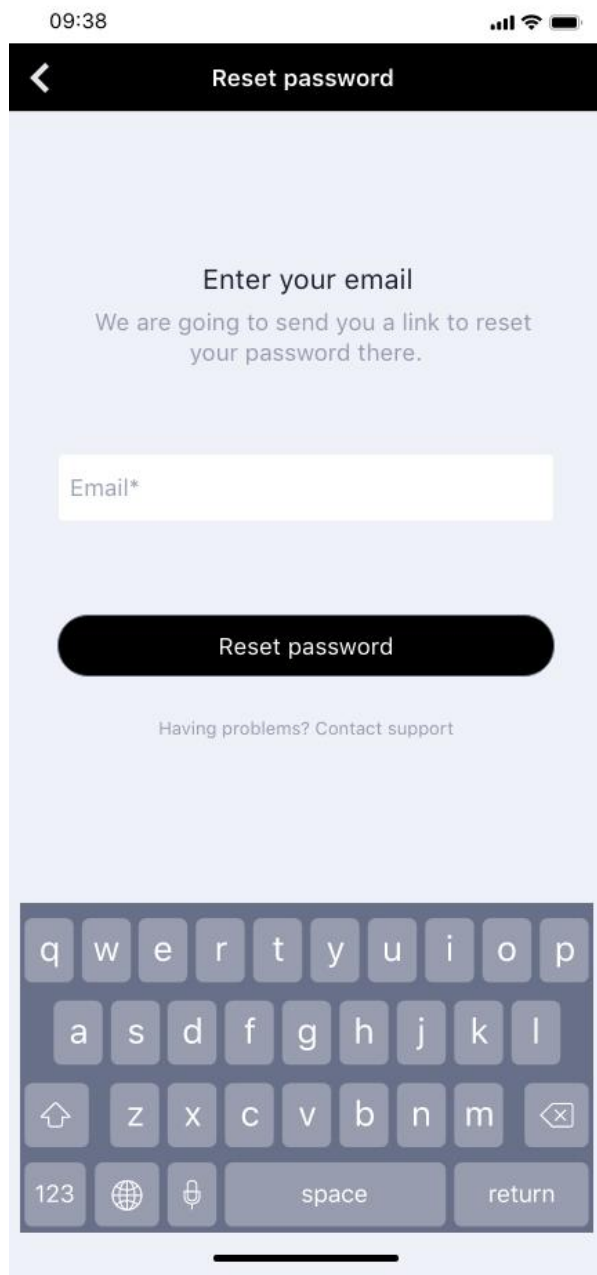 09:38
Reset password
Enter your email
We are going to send you a link to reset
your password there.
Email*
Reset password
Having problems? Contact support
q w e r t y u i o p
a s d f g h j k l
z x c v b n m
123 space return